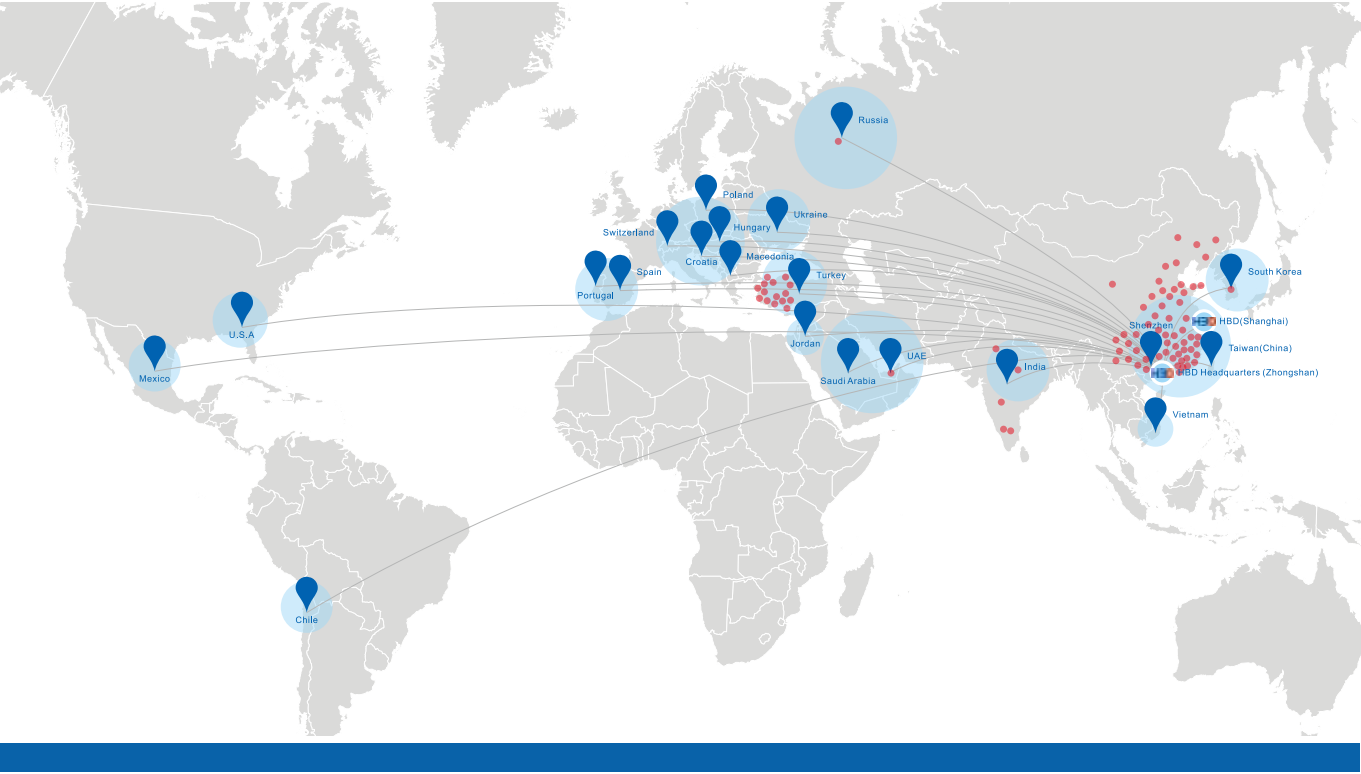 Russia
Poland
Ukraine
Hungary
Switzerland
Croatia
Macedonia
Spain
Turkey
Portugal
South Korea
HBD(Shanghai)
Shenzhen
U.S.A
Jordan
Taiwan(China)
UAE
India
Mexico
Saudi Arabia
HBD Headquarters (Zhongshan)
Vietnam
Chile